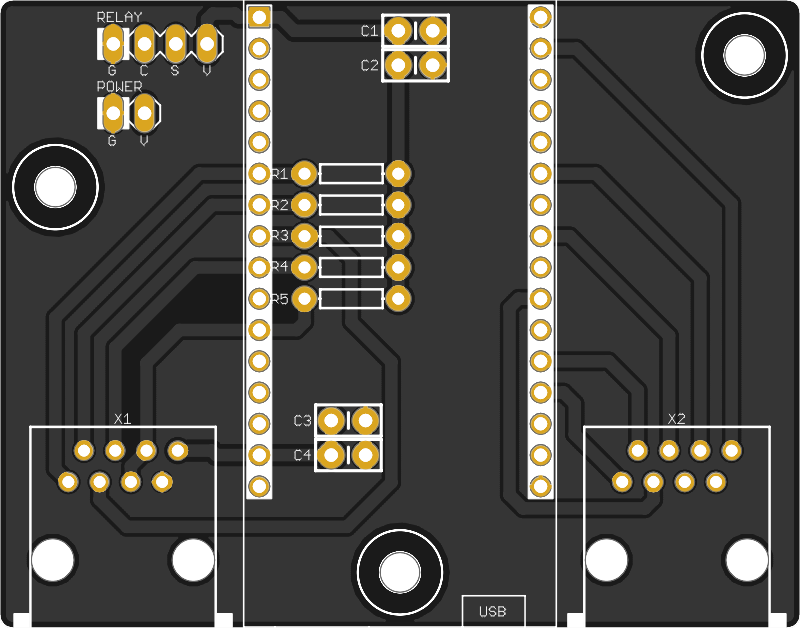 RELAY
G C S V
POWER
G V
C1
C2
R1
R2
R3
R4
R5
C3
C4
X1
X2
USB